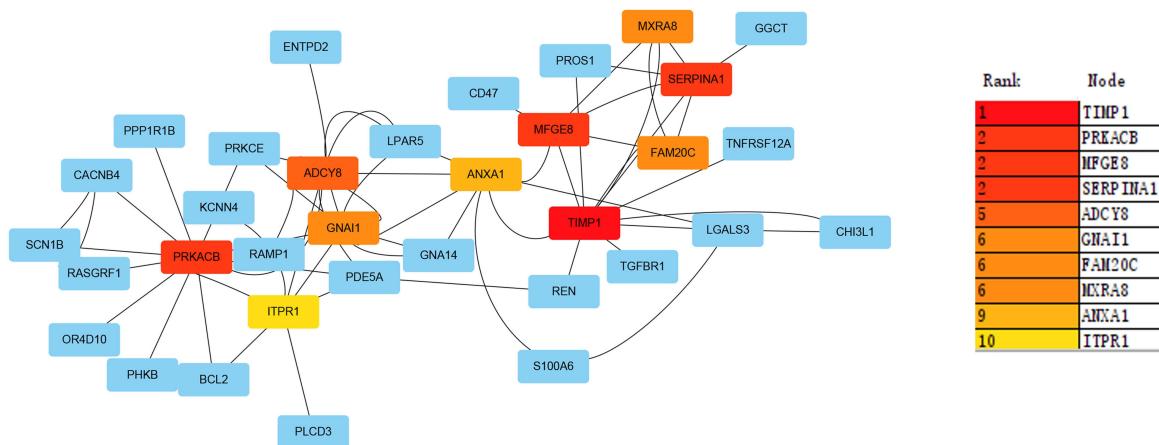 MXRA8
GGCT
ENTPD2
PROS1
SERPINA1
CD47
PPP1R1B
MFGE8
LPAR5
PRKCE
TNFRSF12A
FAM20C
CACNB4
ADCY8
ANXA1
KCNN4
GNAI1
TIMP1
SCN1B
PRKACB
RAMP1
GNA14
LGALS3
CHI3L1
RASGRF1
PDE5A
TGFBR1
REN
ITPR1
OR4D10
PHKB
BCL2
S100A6
PLCD3
Rank Node
1 TIMP1
2 PRKACB
2 MFGE8
2 SERPINA1
5 ADCY8
6 GNAI1
6 FAM20C
6 MXRA8
9 ANXA1
10 ITPR1